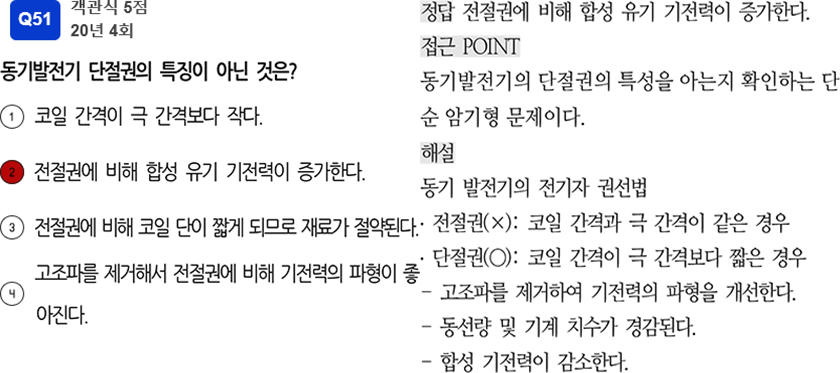 Q51
객관식 5점
20년 4회
동기발전기 단절권의 특징이 아닌 것은?
1 코일 간격이 극 간격보다 작다.
2 전절권에 비해 합성 유기 기전력이 증가한다.
3 전절권에 비해 코일 단이 짧게 되므로 재료가 절약된다.
4 고조파를 제거해서 전절권에 비해 기전력의 파형이 좋
아진다.
정답 전절권에 비해 합성 유기 기전력이 증가한다.
접근 POINT
동기발전기의 단절권의 특성을 아는지 확인하는 단
순 암기형 문제이다.
해설
동기 발전기의 전기자 권선법
· 전절권(×): 코일 간격과 극 간격이 같은 경우
· 단절권(○): 코일 간격이 극 간격보다 짧은 경우
- 고조파를 제거하여 기전력의 파형을 개선한다.
- 동선량 및 기계 치수가 경감된다.
- 합성 기전력이 감소한다.